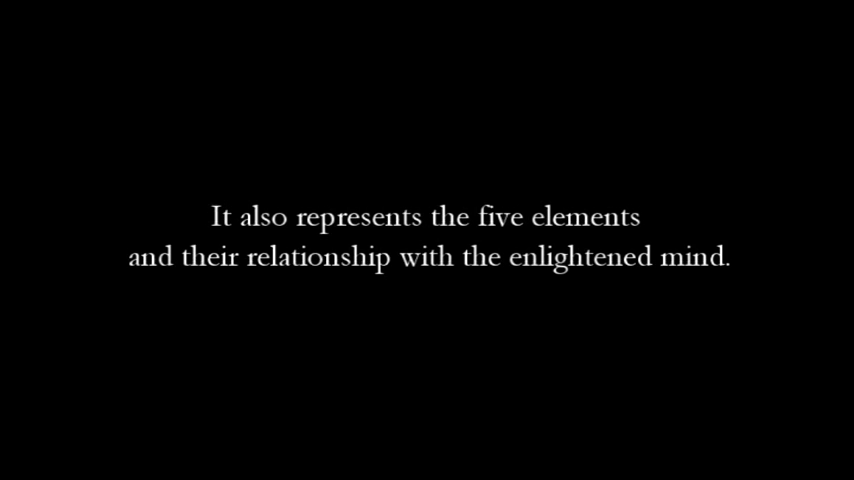 It also represents the five elements
and their relationship with the enlightened mind.